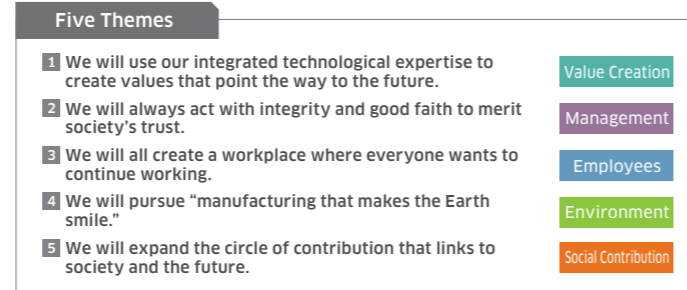 Five Themes
1 We will use our integrated technological expertise to
create values that point the way to the future.
Value Creation
2 We will always act with integrity and good faith to merit
society’s trust.
Management
3 We will all create a workplace where everyone wants to
continue working.
Employees
4 We will pursue “manufacturing that makes the Earth
smile.”
Environment
5 We will expand the circle of contribution that links to
society and the future.
Social Contribution